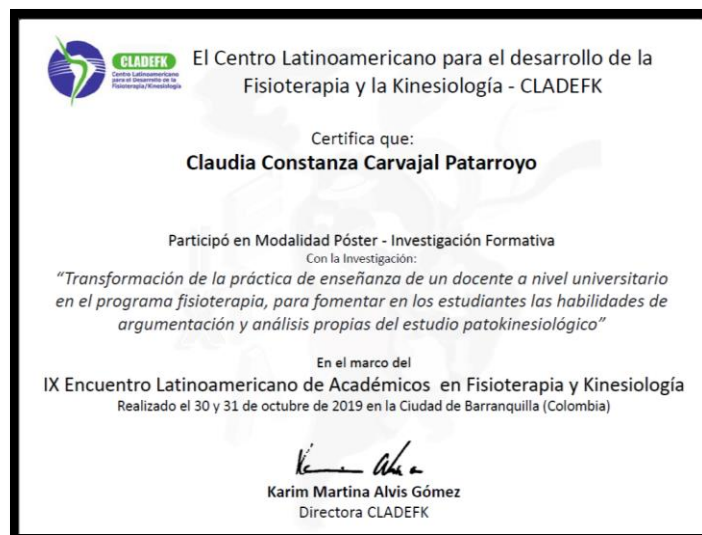 CLADEFK
Centro Latinoamericano
para el Desarrollo de la
Fisioterapia/Kinesiología
El Centro Latinoamericano para el desarrollo de la
Fisioterapia y la Kinesiología - CLADEFK
Certifica que:
Claudia Constanza Carvajal Patarroyo
Participó en Modalidad Póster - Investigación Formativa
Con la Investigación:
“Transformación de la práctica de enseñanza de un docente a nivel universitario
en el programa fisioterapia, para fomentar en los estudiantes las habilidades de
argumentación y análisis propias del estudio patokinesiológico”
En el marco del
IX Encuentro Latinoamericano de Académicos en Fisioterapia y Kinesiología
Realizado el 30 y 31 de octubre de 2019 en la Ciudad de Barranquilla (Colombia)
Karim Martina Alvis Gómez
Directora CLADEFK